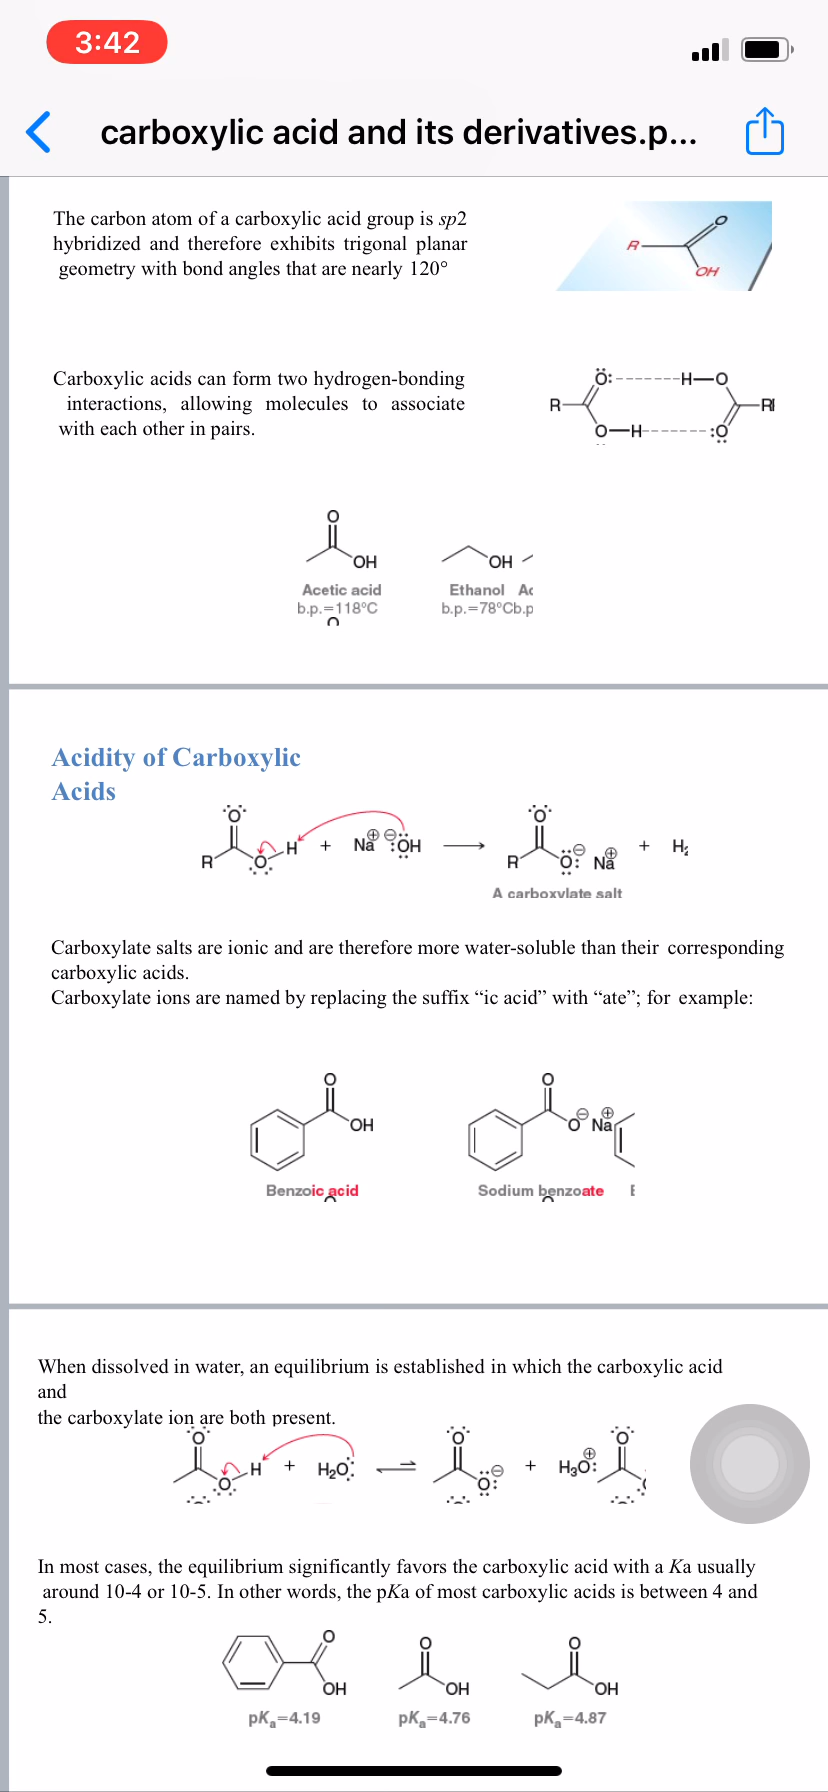 3:42
carboxylic acid and its derivatives.p...
The carbon atom of a carboxylic acid group is sp2
hybridized and therefore exhibits trigonal planar
geometry with bond angles that are nearly 120°
R O
OH
Carboxylic acids can form two hydrogen-bonding
interactions, allowing molecules to associate
with each other in pairs.
Ö: H—O
R R
O—H :O
O
OH OH
Acetic acid Ethanol Ac
b.p.=118°C b.p.=78°Cb.p
Acidity of Carboxylic
Acids
O O
R O H + Na⊕ ⊖:OH → R O:⊖ Na⊕ + H₂
A carboxylate salt
Carboxylate salts are ionic and are therefore more water-soluble than their corresponding
carboxylic acids.
Carboxylate ions are named by replacing the suffix “ic acid” with “ate”; for example:
O O
OH O⊖ Na⊕
Benzoic acid Sodium benzoate
When dissolved in water, an equilibrium is established in which the carboxylic acid
and
the carboxylate ion are both present.
O O O
O H + H₂O: ⇌ O:⊖ + H₃O:⊕
In most cases, the equilibrium significantly favors the carboxylic acid with a Ka usually
around 10-4 or 10-5. In other words, the pKa of most carboxylic acids is between 4 and
5.
O O O
OH OH OH
pKₐ=4.19 pKₐ=4.76 pKₐ=4.87